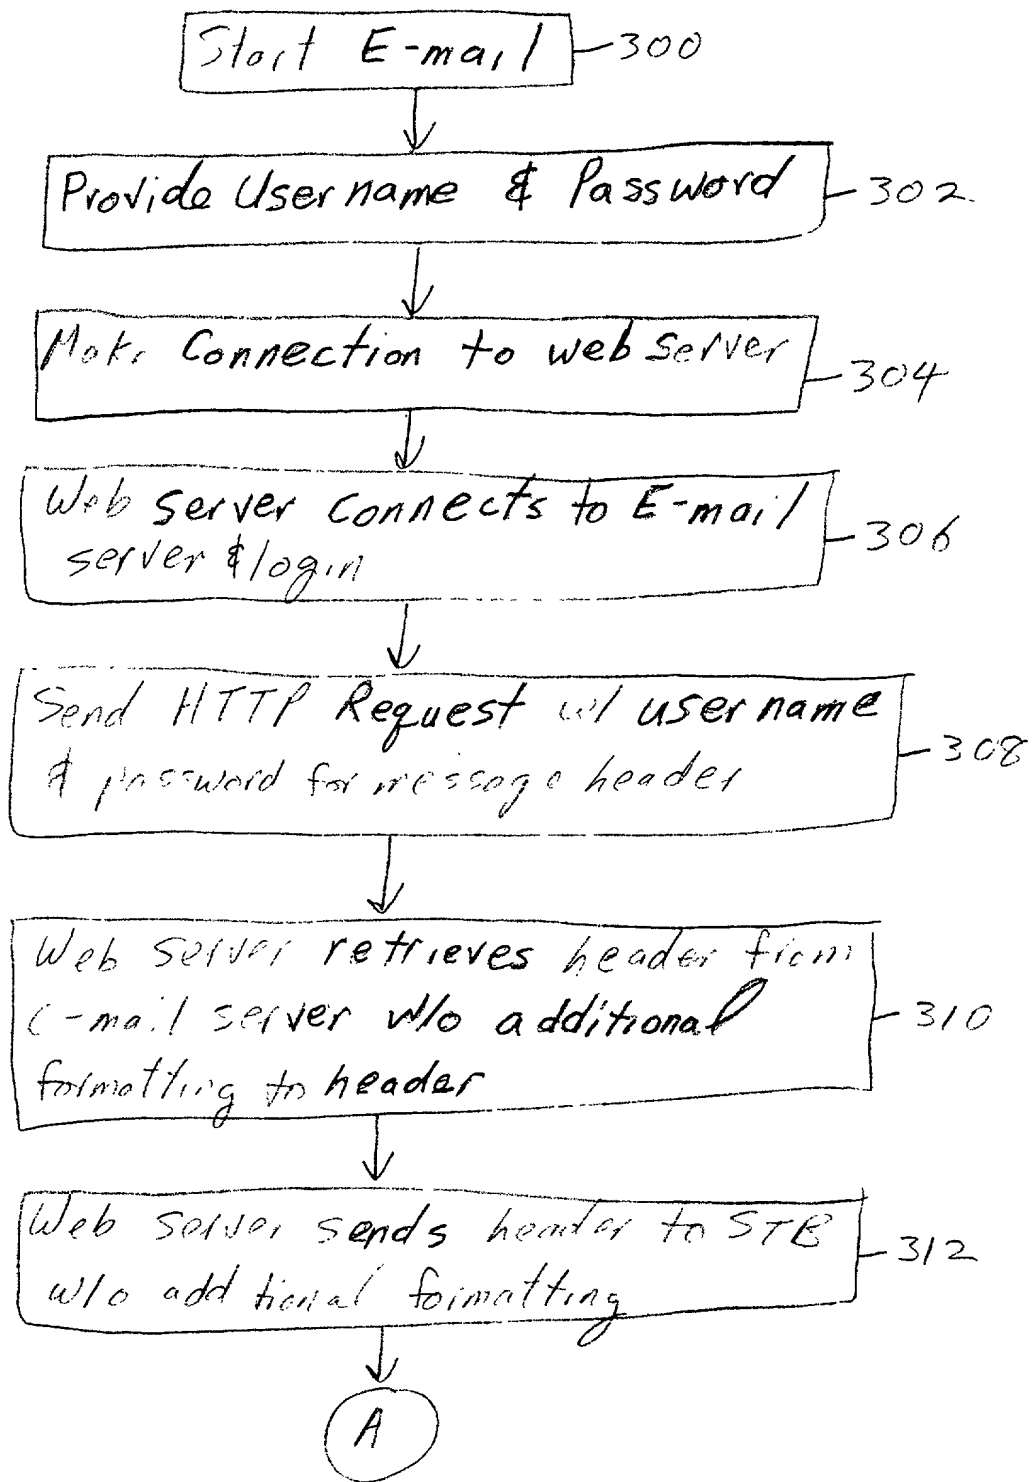 Start E-mail 300
Provide Username & Password 302
Make Connection to web server 304
Web server connects to E-mail 306
server & login
Send HTTP Request w/ username 308
& password for message header
Web server retrieves header from
e-mail server w/o additional 310
formatting to header
Web server sends header to STB 312
w/o additional formatting
A